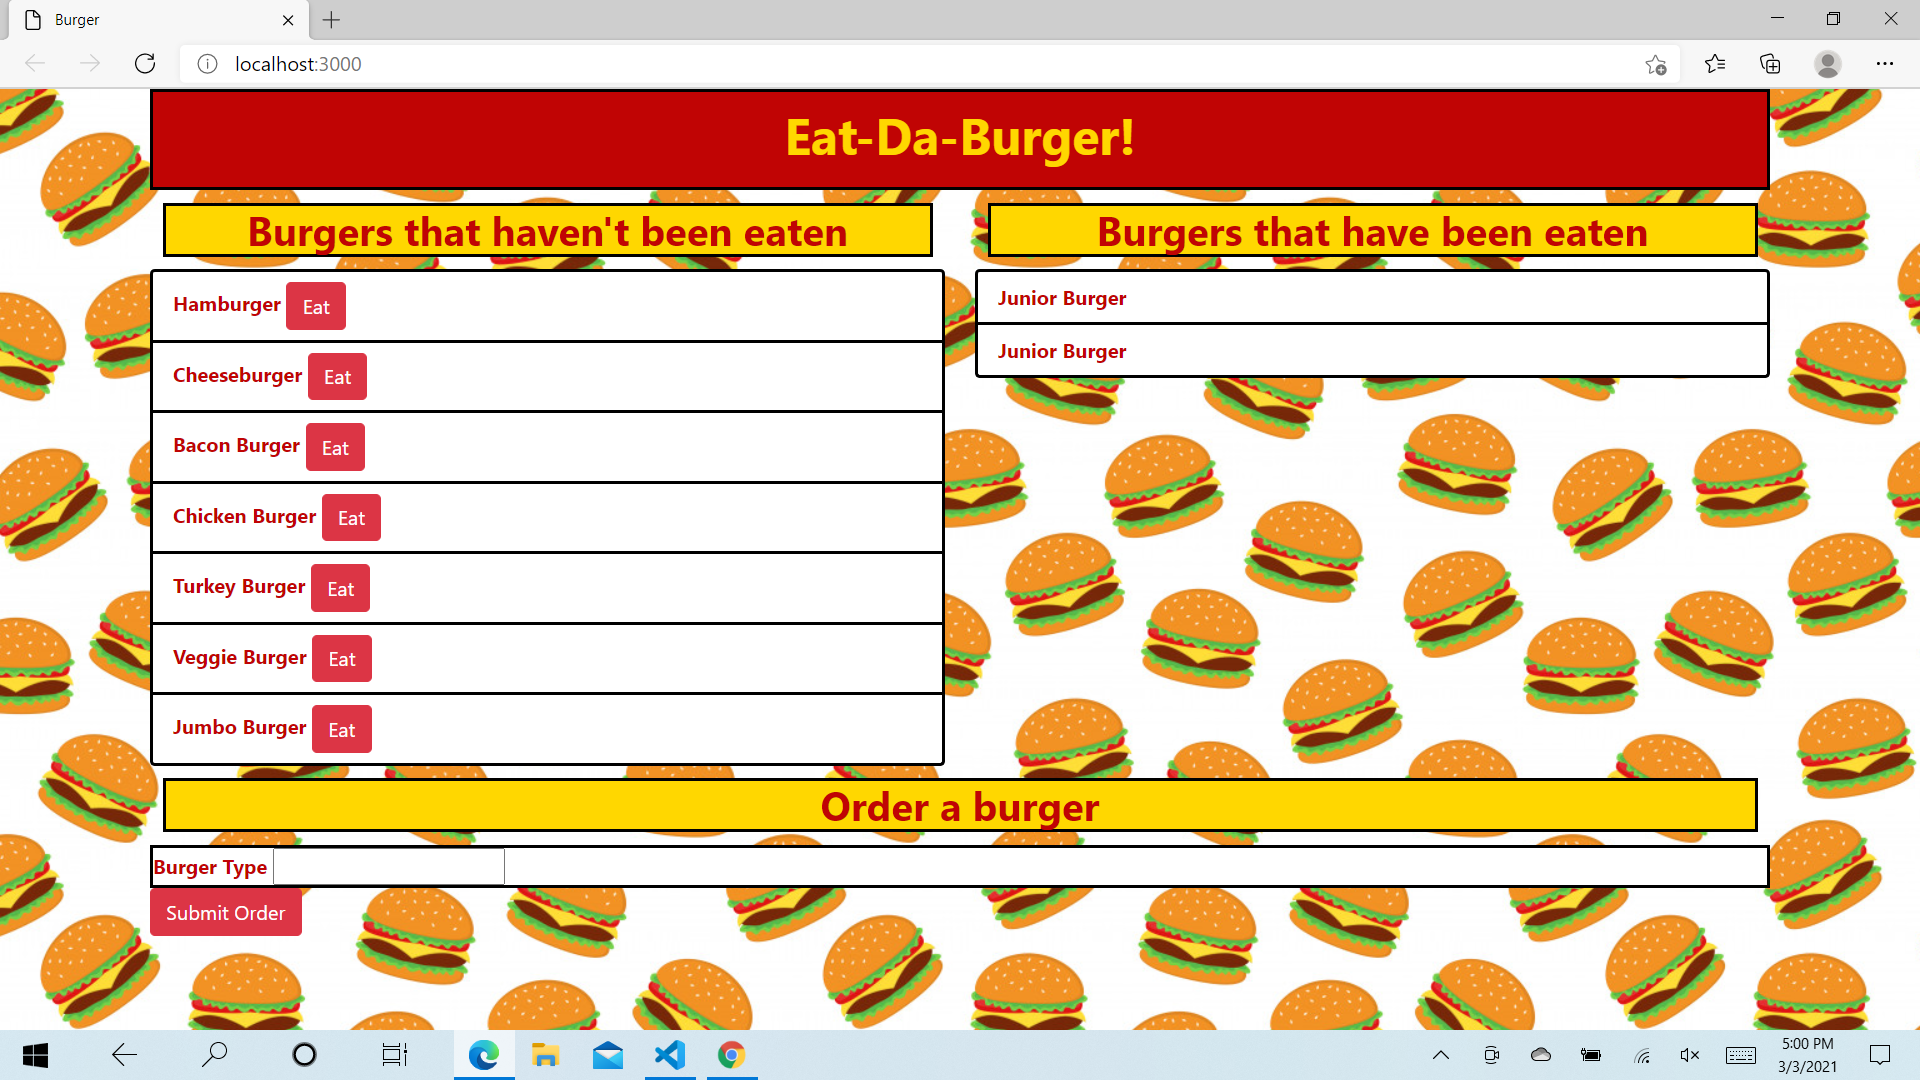 Burger
localhost:3000
Eat-Da-Burger!
Burgers that haven't been eaten
Hamburger Eat
Cheeseburger Eat
Bacon Burger Eat
Chicken Burger Eat
Turkey Burger Eat
Veggie Burger Eat
Jumbo Burger Eat
Burgers that have been eaten
Junior Burger
Junior Burger
Order a burger
Burger Type
Submit Order
5:00 PM
3/3/2021